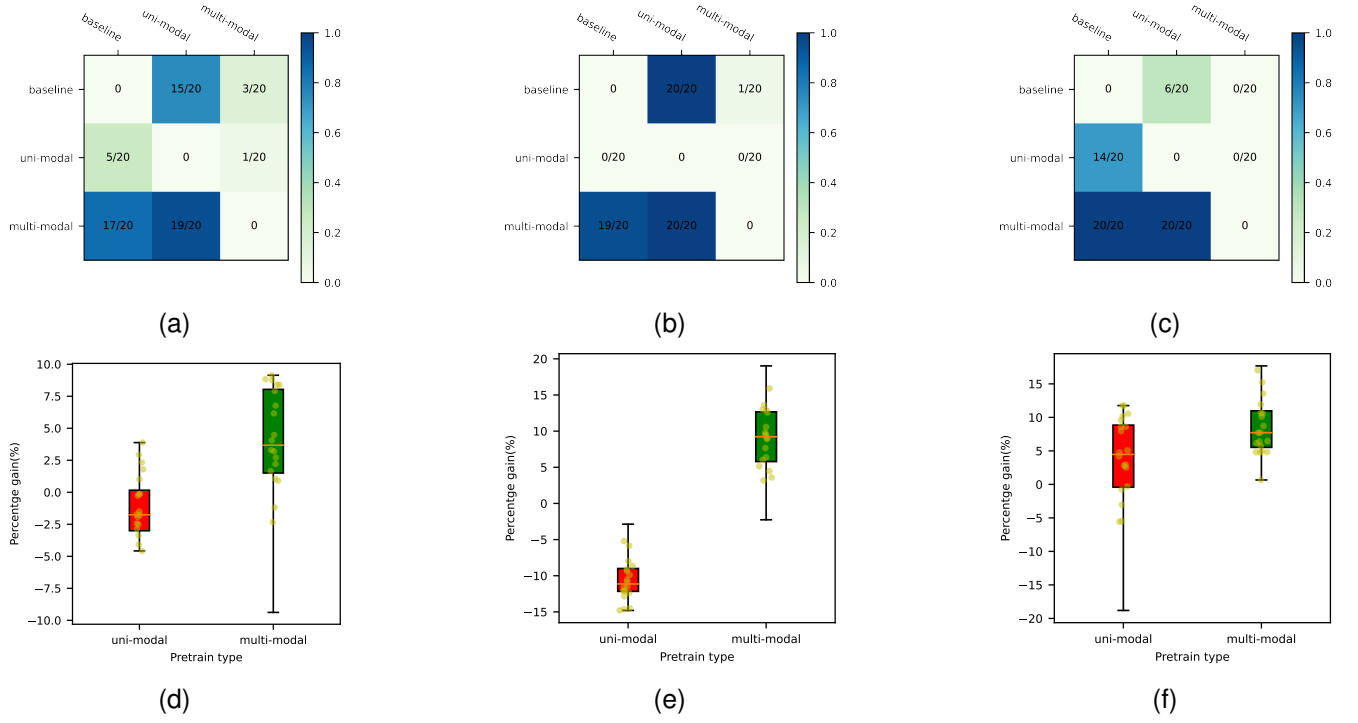 baseline
uni-modal
multi-modal
baseline 0 15/20 3/20
uni-modal 5/20 0 1/20
multi-modal 17/20 19/20 0
1.0
0.8
0.6
0.4
0.2
0.0
(a)
baseline
uni-modal
multi-modal
baseline 0 20/20 1/20
uni-modal 0/20 0 0/20
multi-modal 19/20 20/20 0
1.0
0.8
0.6
0.4
0.2
0.0
(b)
baseline
uni-modal
multi-modal
baseline 0 6/20 0/20
uni-modal 14/20 0 0/20
multi-modal 20/20 20/20 0
1.0
0.8
0.6
0.4
0.2
0.0
(c)
Percentge gain(%)
10.0
7.5
5.0
2.5
0.0
−2.5
−5.0
−7.5
−10.0
uni-modal multi-modal
Pretrain type
(d)
Percentge gain(%)
20
15
10
5
0
−5
−10
−15
uni-modal multi-modal
Pretrain type
(e)
Percentge gain(%)
15
10
5
0
−5
−10
−15
−20
uni-modal multi-modal
Pretrain type
(f)